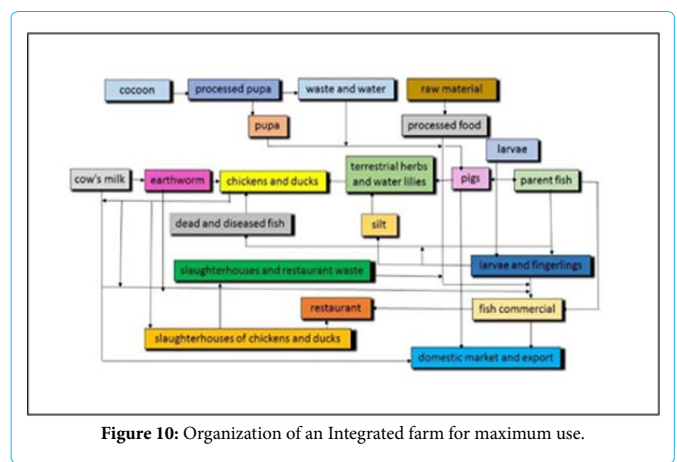 cocoon
processed pupa
waste and water
raw material
pupa
processed food
larvae
terrestrial herbs
and water lilies
cow's milk
earthworm
chickens and ducks
pigs
parent fish
dead and diseased fish
silt
slaughterhouses and restaurant waste
larvae and fingerlings
restaurant
fish commercial
slaughterhouses of chickens and ducks
domestic market and export
Figure 10: Organization of an Integrated farm for maximum use.